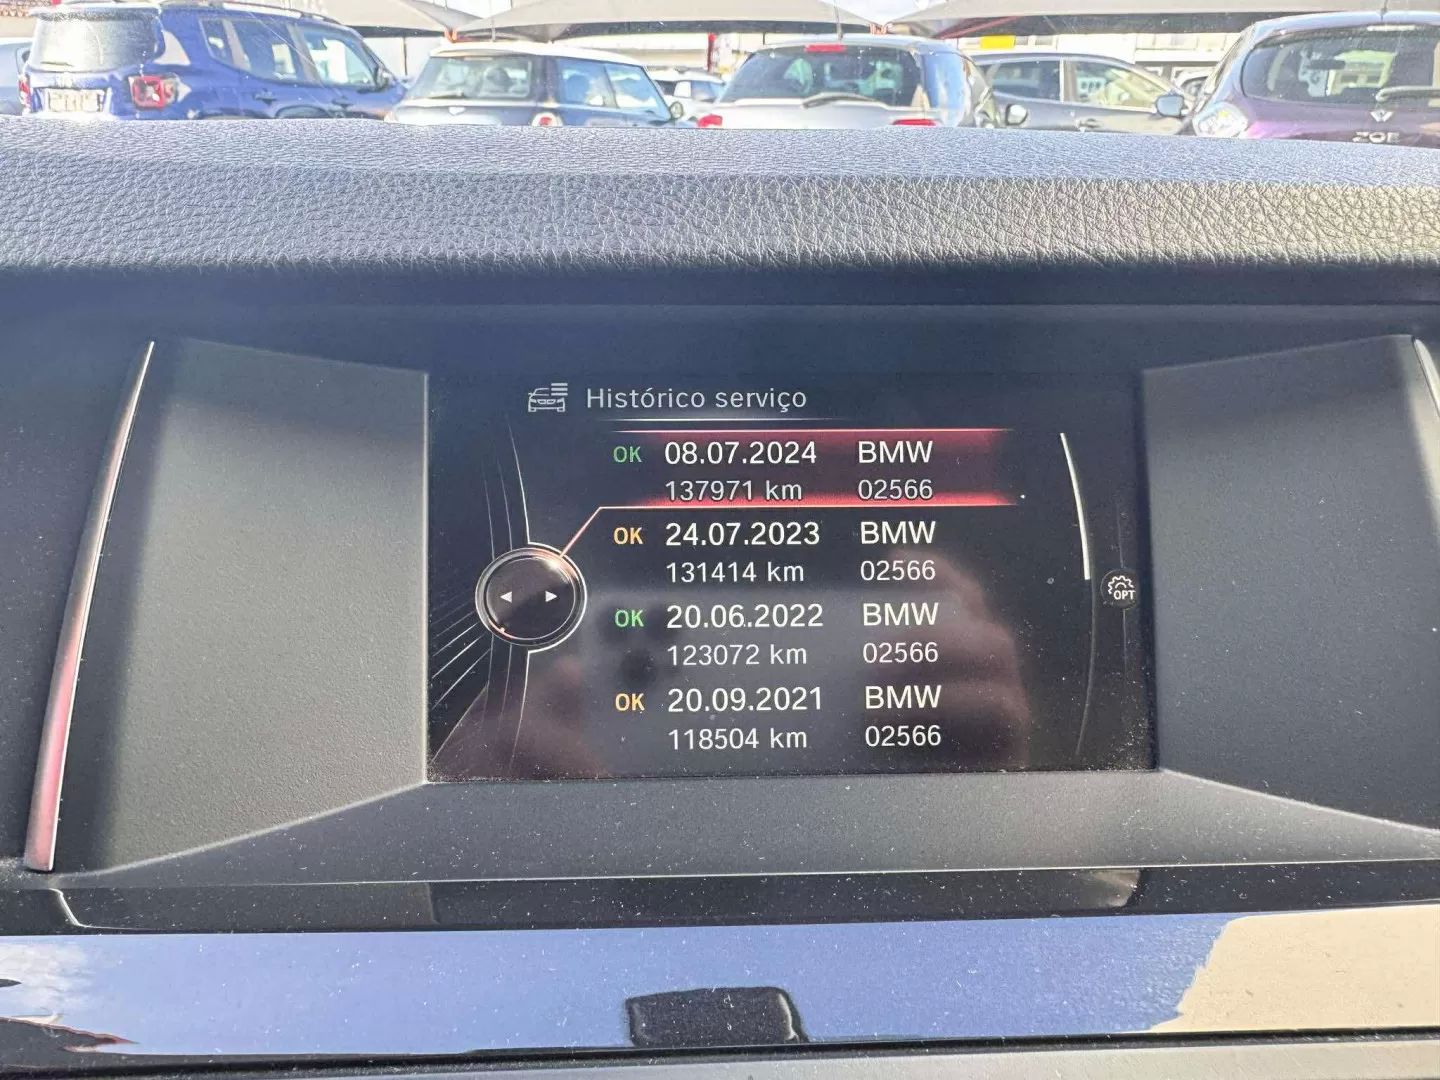 ZOE
Histórico serviço
OK 08.07.2024 BMW
137971 km 02566
OK 24.07.2023 BMW
131414 km 02566
OK 20.06.2022 BMW
123072 km 02566
OK 20.09.2021 BMW
118504 km 02566
OPT